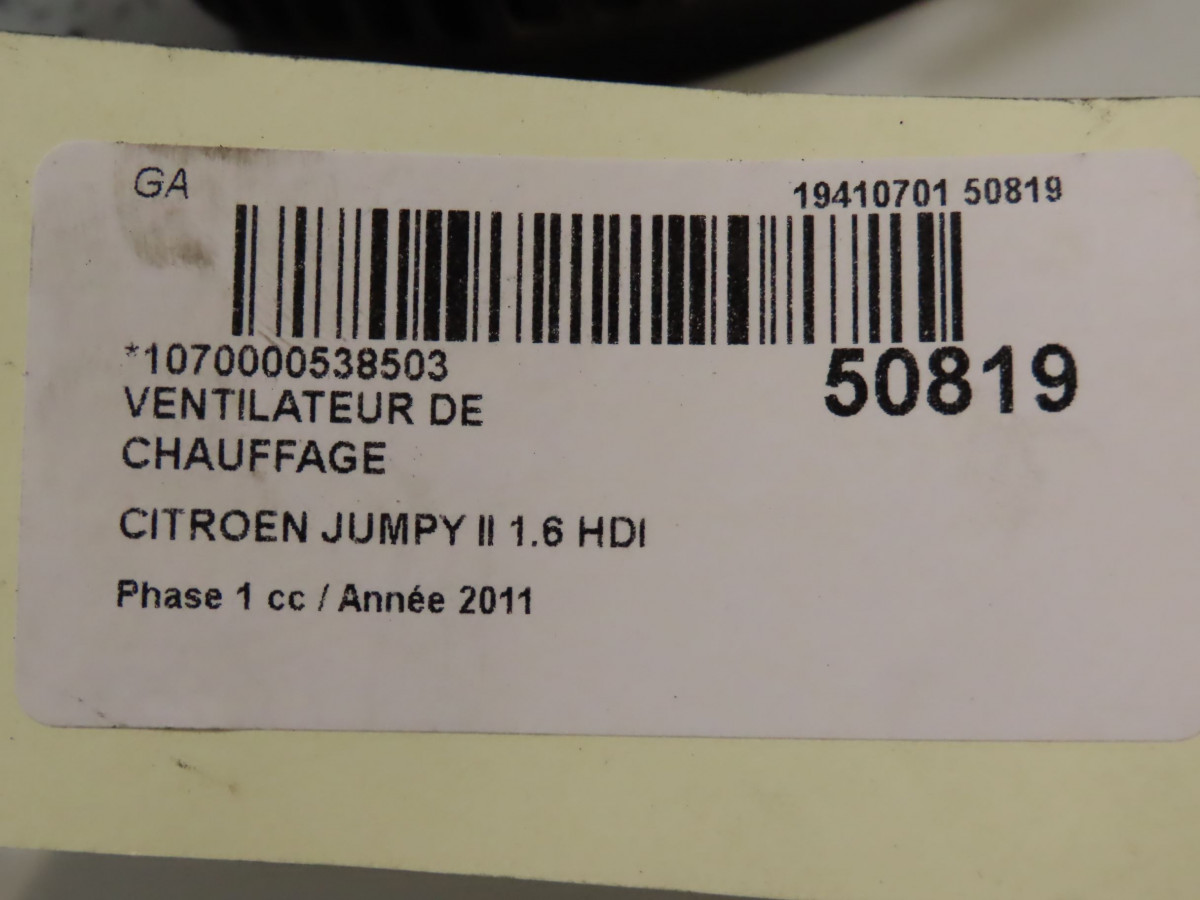 GA
19410701 50819
*1070000538503
50819
VENTILATEUR DE
CHAUFFAGE
CITROEN JUMPY II 1.6 HDI
Phase 1 cc / Année 2011